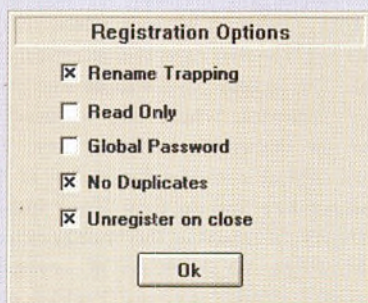 Registration Options
Rename Trapping
Read Only
Global Password
No Duplicates
Unregister on close
Ok